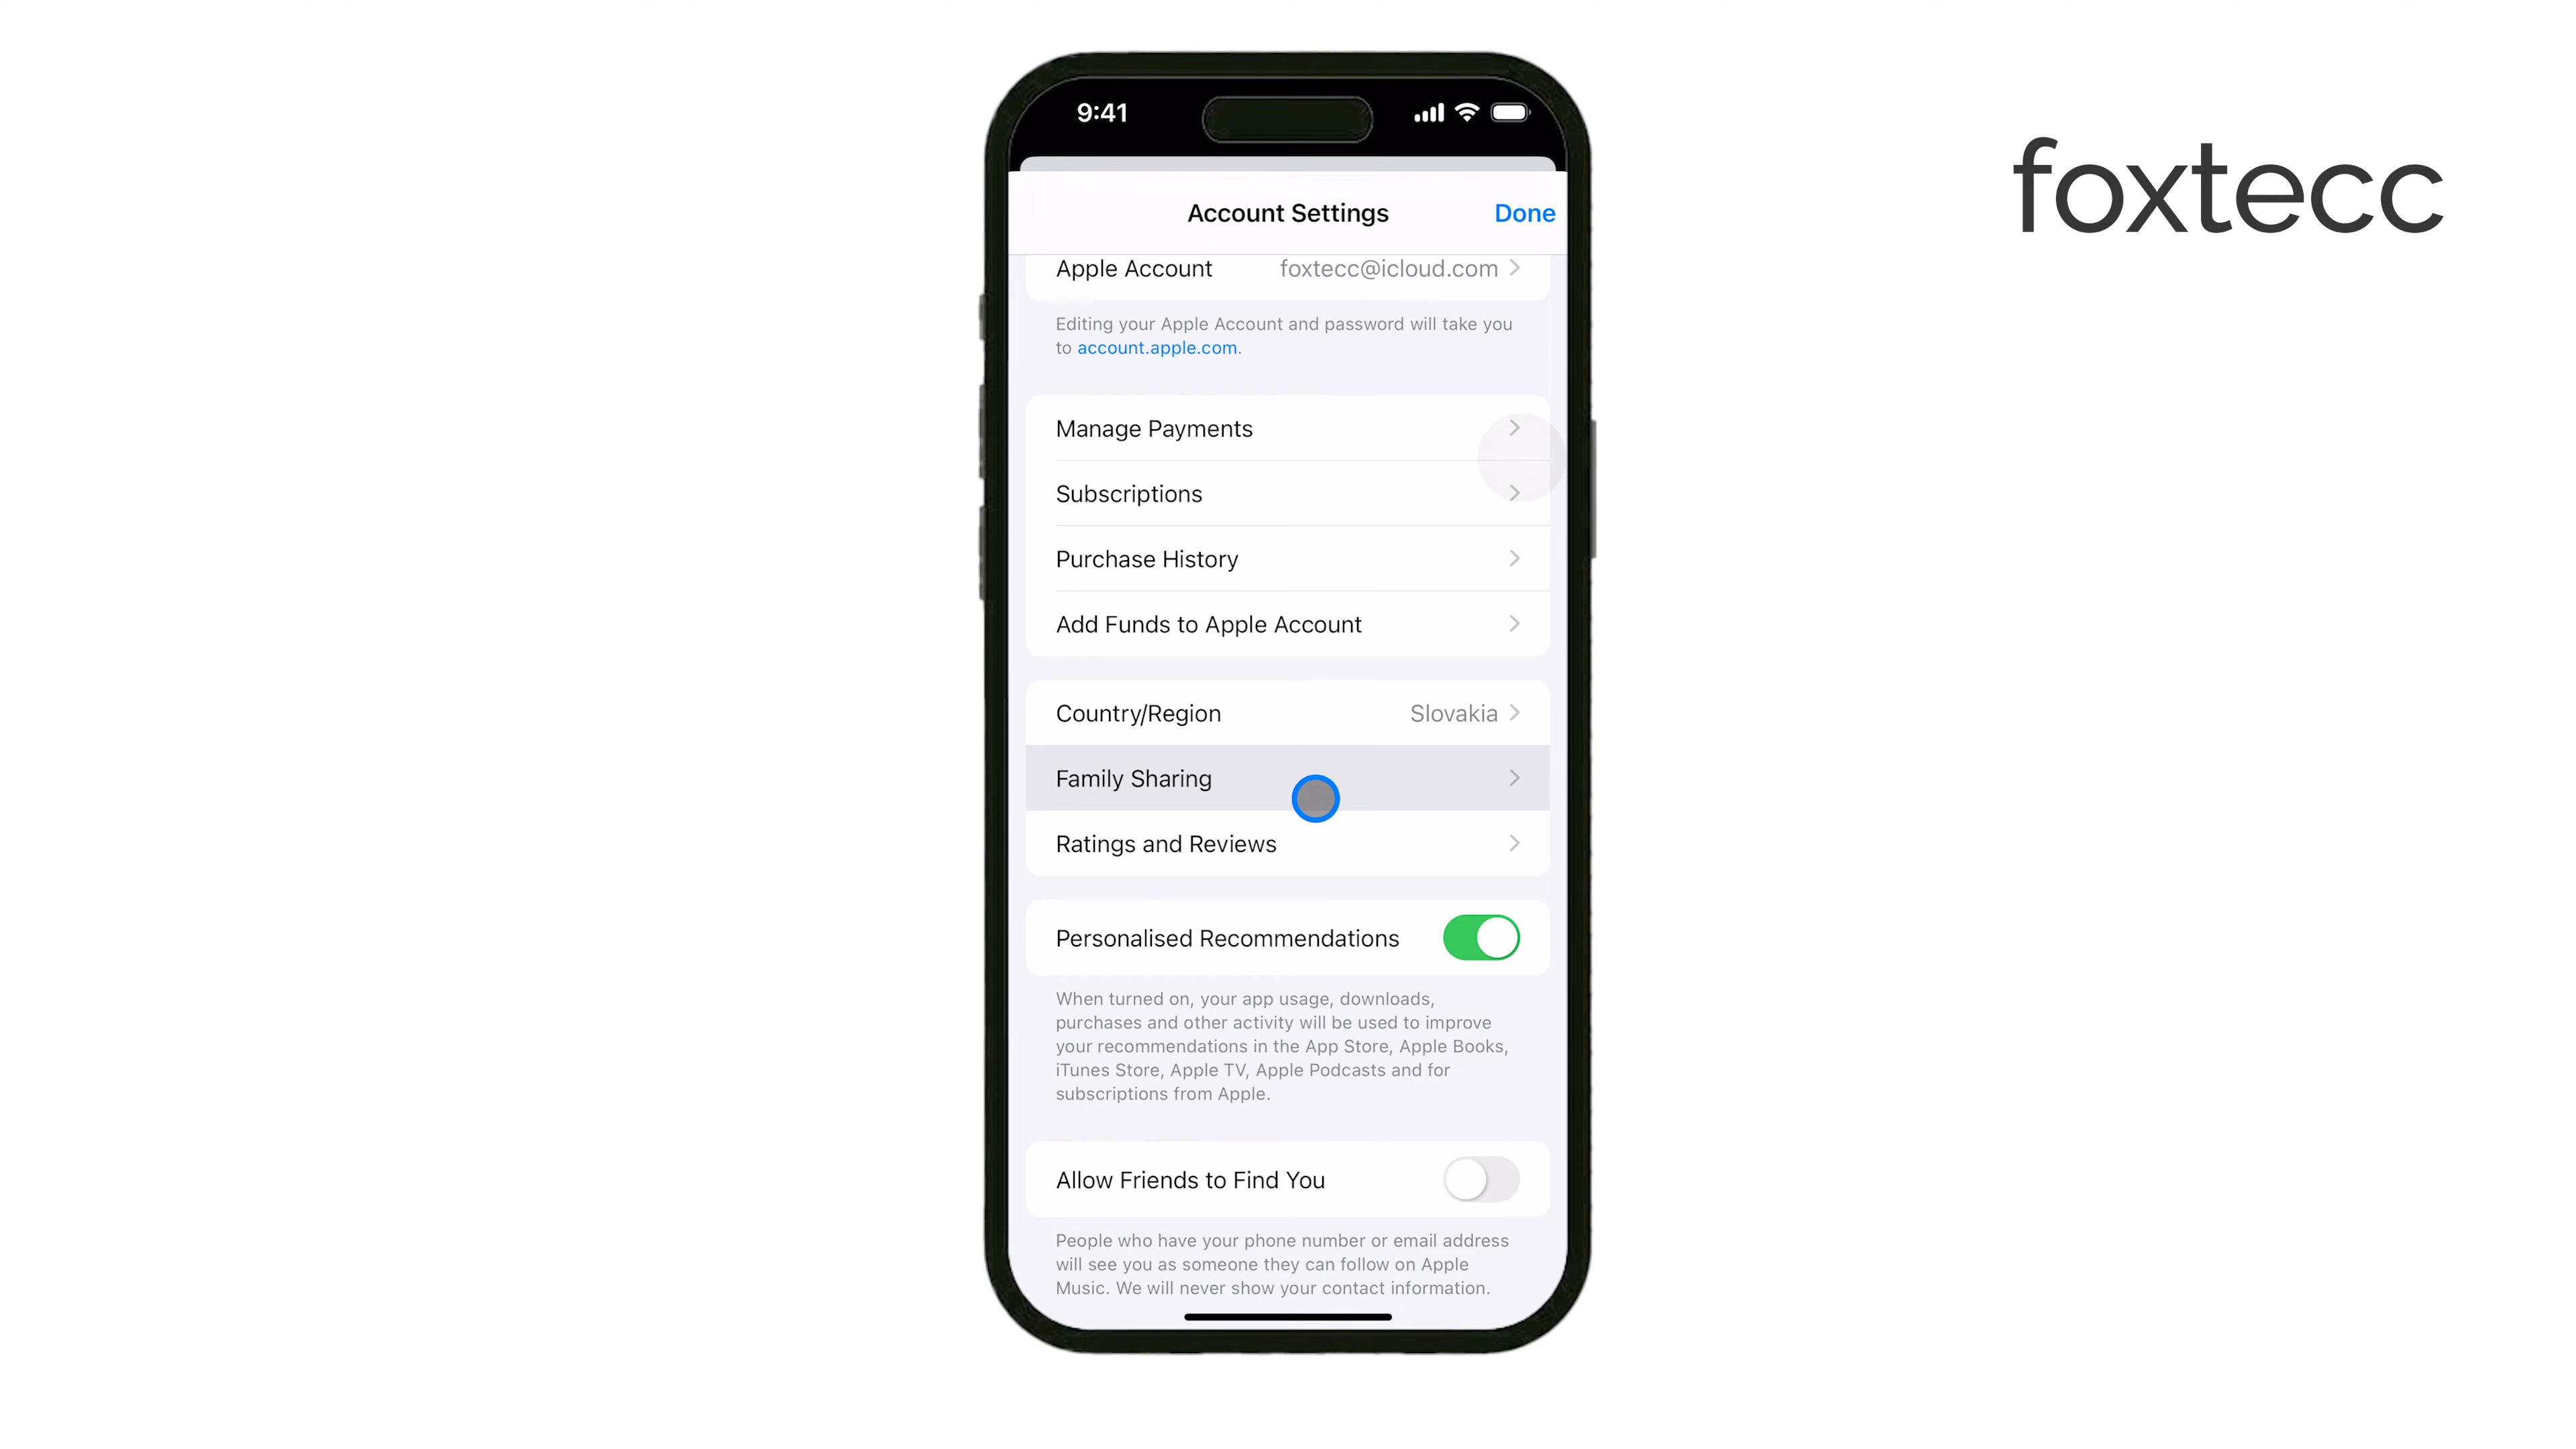 9:41
foxtecc
Account Settings
Done
Apple Account
foxtecc@icloud.com
Editing your Apple Account and password will take you
to account.apple.com.
Manage Payments
Subscriptions
Purchase History
Add Funds to Apple Account
Country/Region
Slovakia
Family Sharing
Ratings and Reviews
Personalised Recommendations
When turned on, your app usage, downloads,
purchases and other activity will be used to improve
your recommendations in the App Store, Apple Books,
iTunes Store, Apple TV, Apple Podcasts and for
subscriptions from Apple.
Allow Friends to Find You
People who have your phone number or email address
will see you as someone they can follow on Apple
Music. We will never show your contact information.